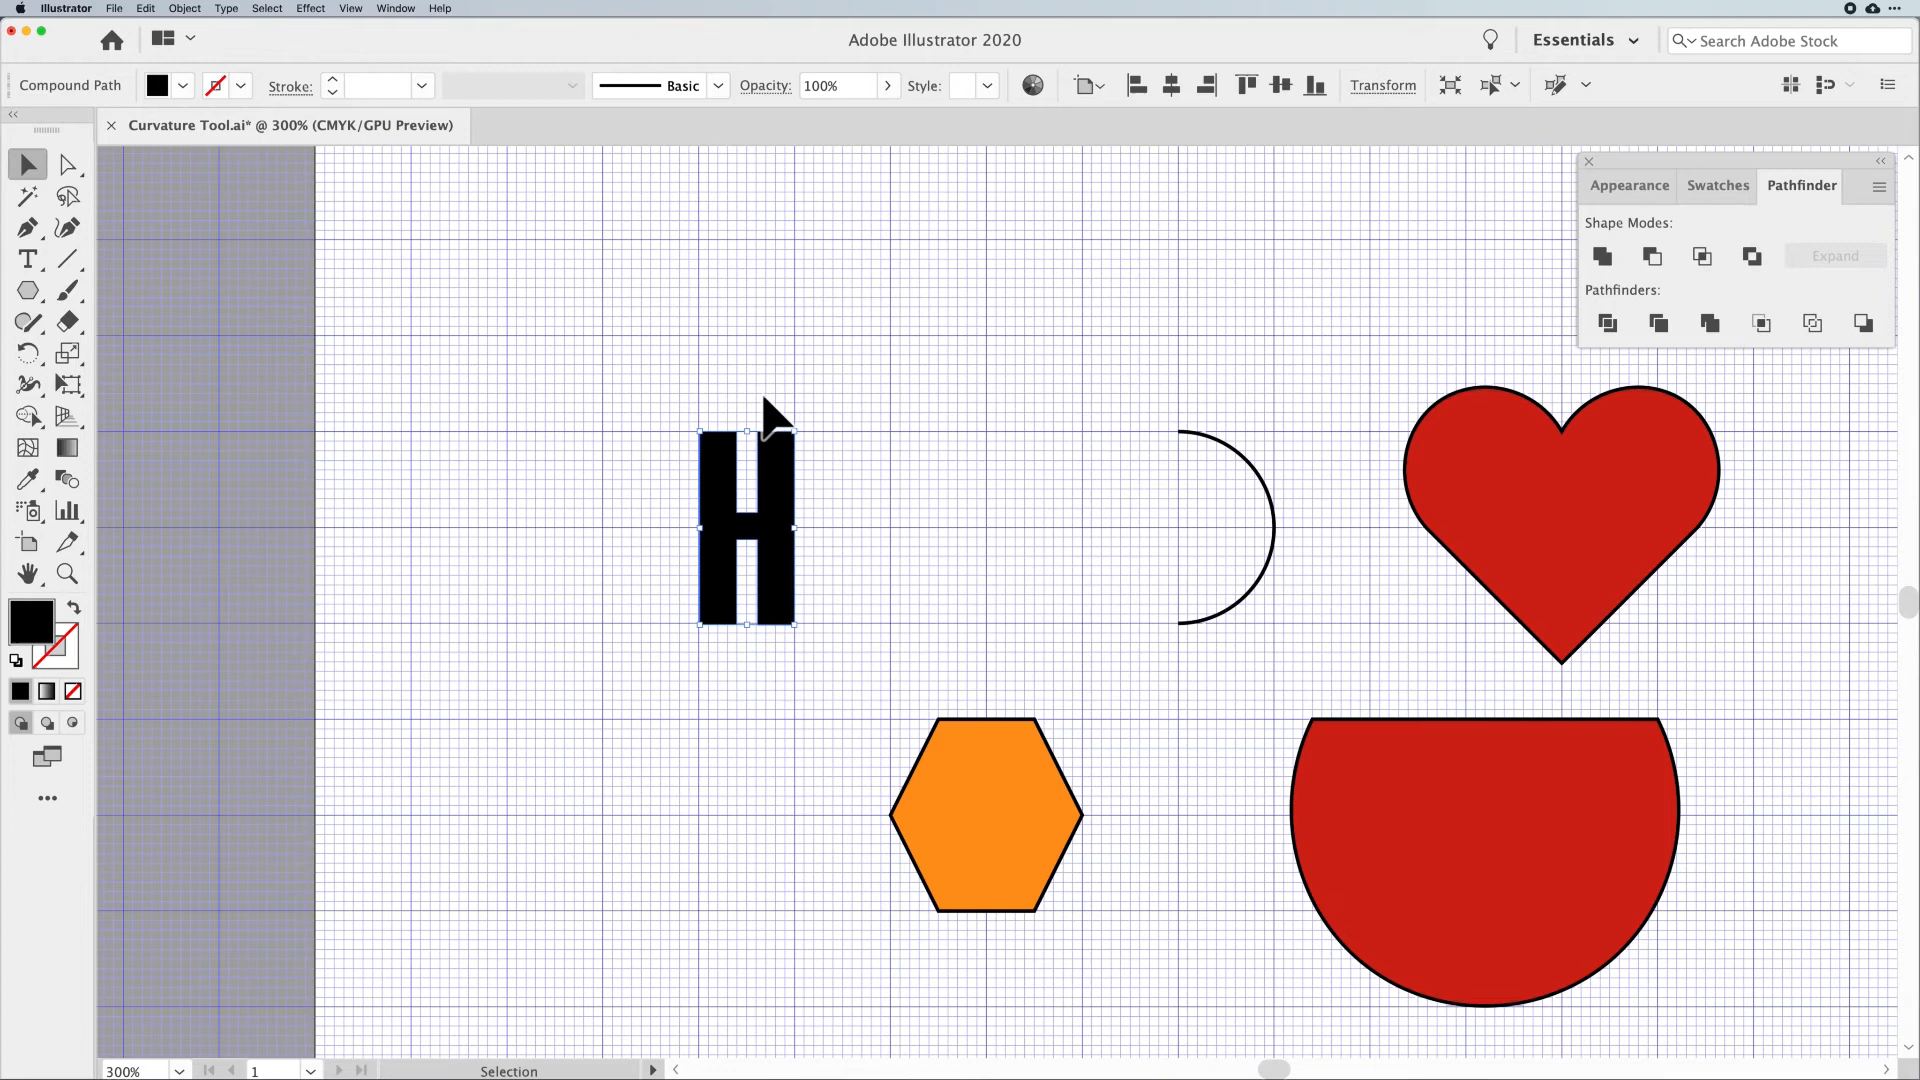 Illustrator File Edit Object Type Select Effect View Window Help
Adobe Illustrator 2020
Essentials
Search Adobe Stock
Compound Path
Stroke:
Basic
Opacity: 100%
Style:
Transform
Curvature Tool.ai* @ 300% (CMYK/GPU Preview)
Appearance Swatches Pathfinder
Shape Modes:
Expand
Pathfinders:
H
300%
1
Selection